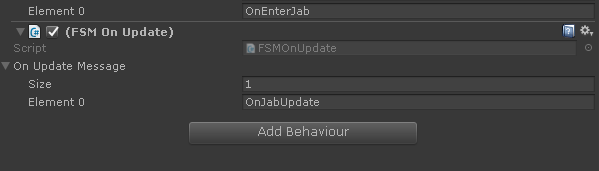 Element 0 OnEnterJab
(FSM On Update)
Script FSMOnUpdate
On Update Message
Size 1
Element 0 OnJabUpdate
Add Behaviour